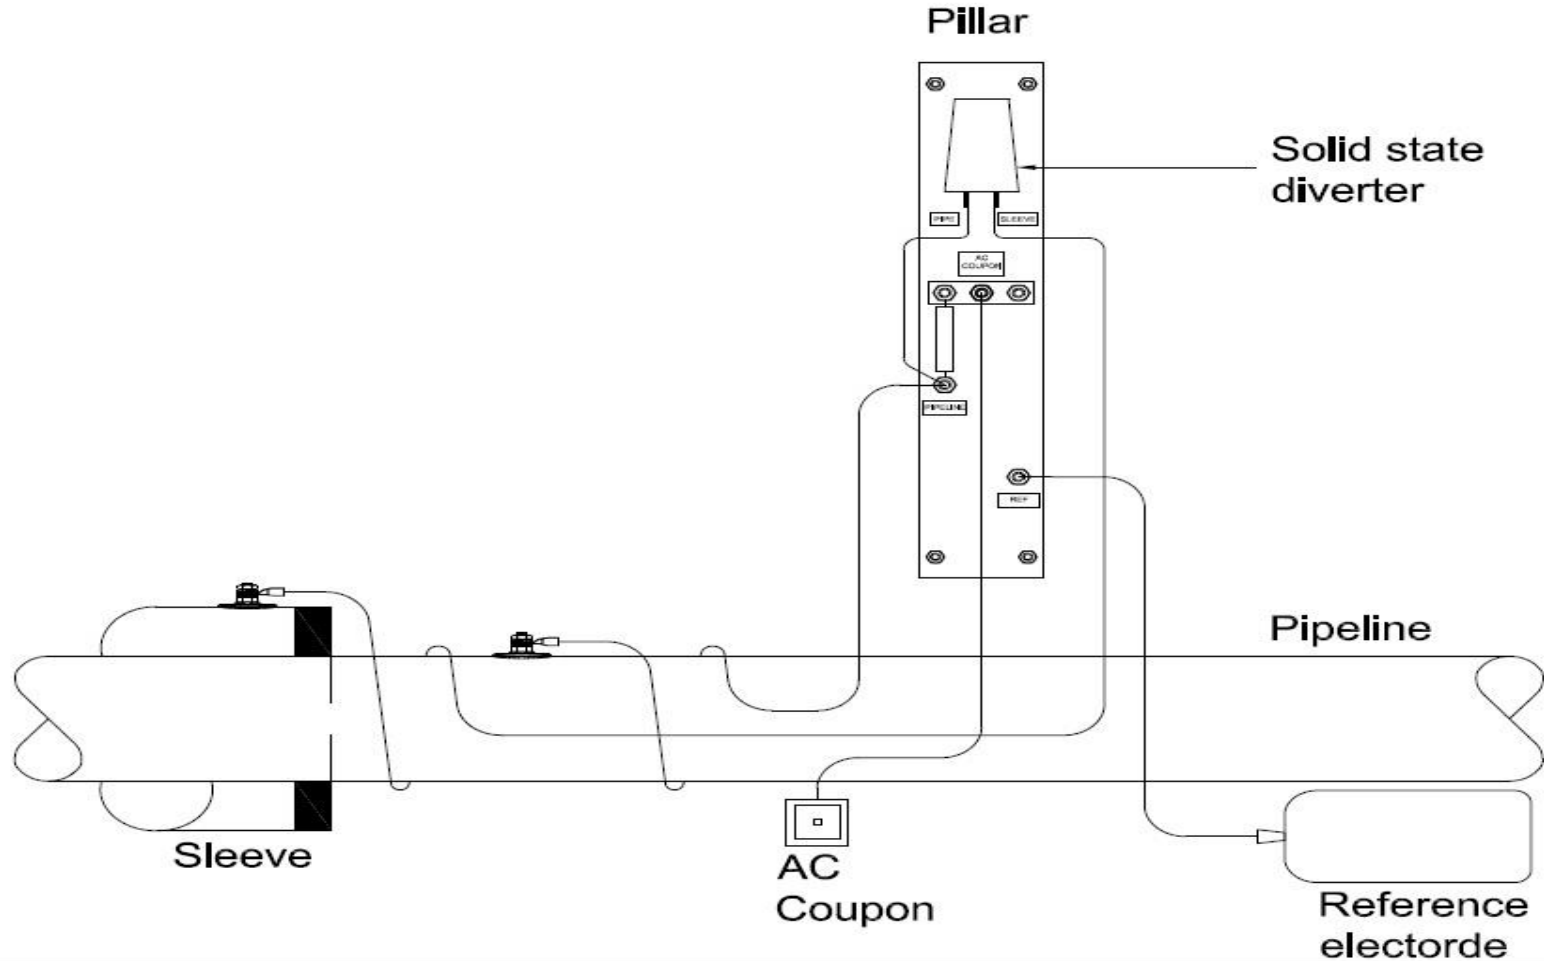 Pillar
Solid state
diverter
PIPE
SLEEVE
AC
COUPON
PIPELINE
REF
Pipeline
Sleeve
AC
Coupon
Reference
electorde